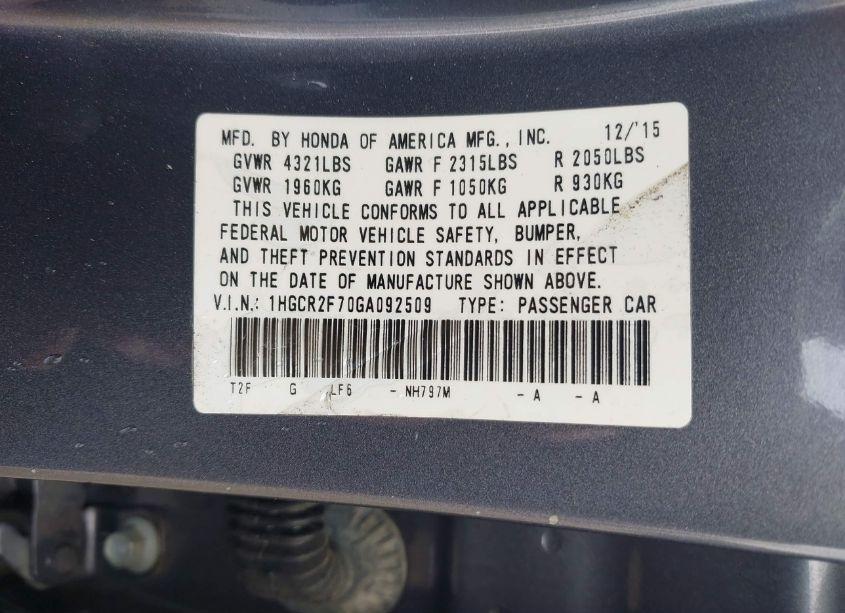 MFD. BY HONDA OF AMERICA MFG., INC. 12/'15
GVWR 4321LBS GAWR F 2315LBS R 2050LBS
GVWR 1960KG GAWR F 1050KG R 930KG
THIS VEHICLE CONFORMS TO ALL APPLICABLE
FEDERAL MOTOR VEHICLE SAFETY, BUMPER,
AND THEFT PREVENTION STANDARDS IN EFFECT
ON THE DATE OF MANUFACTURE SHOWN ABOVE.
V.I.N.: 1HGCR2F70GA092509 TYPE: PASSENGER CAR
T2F G LF6 - NH797M - A - A